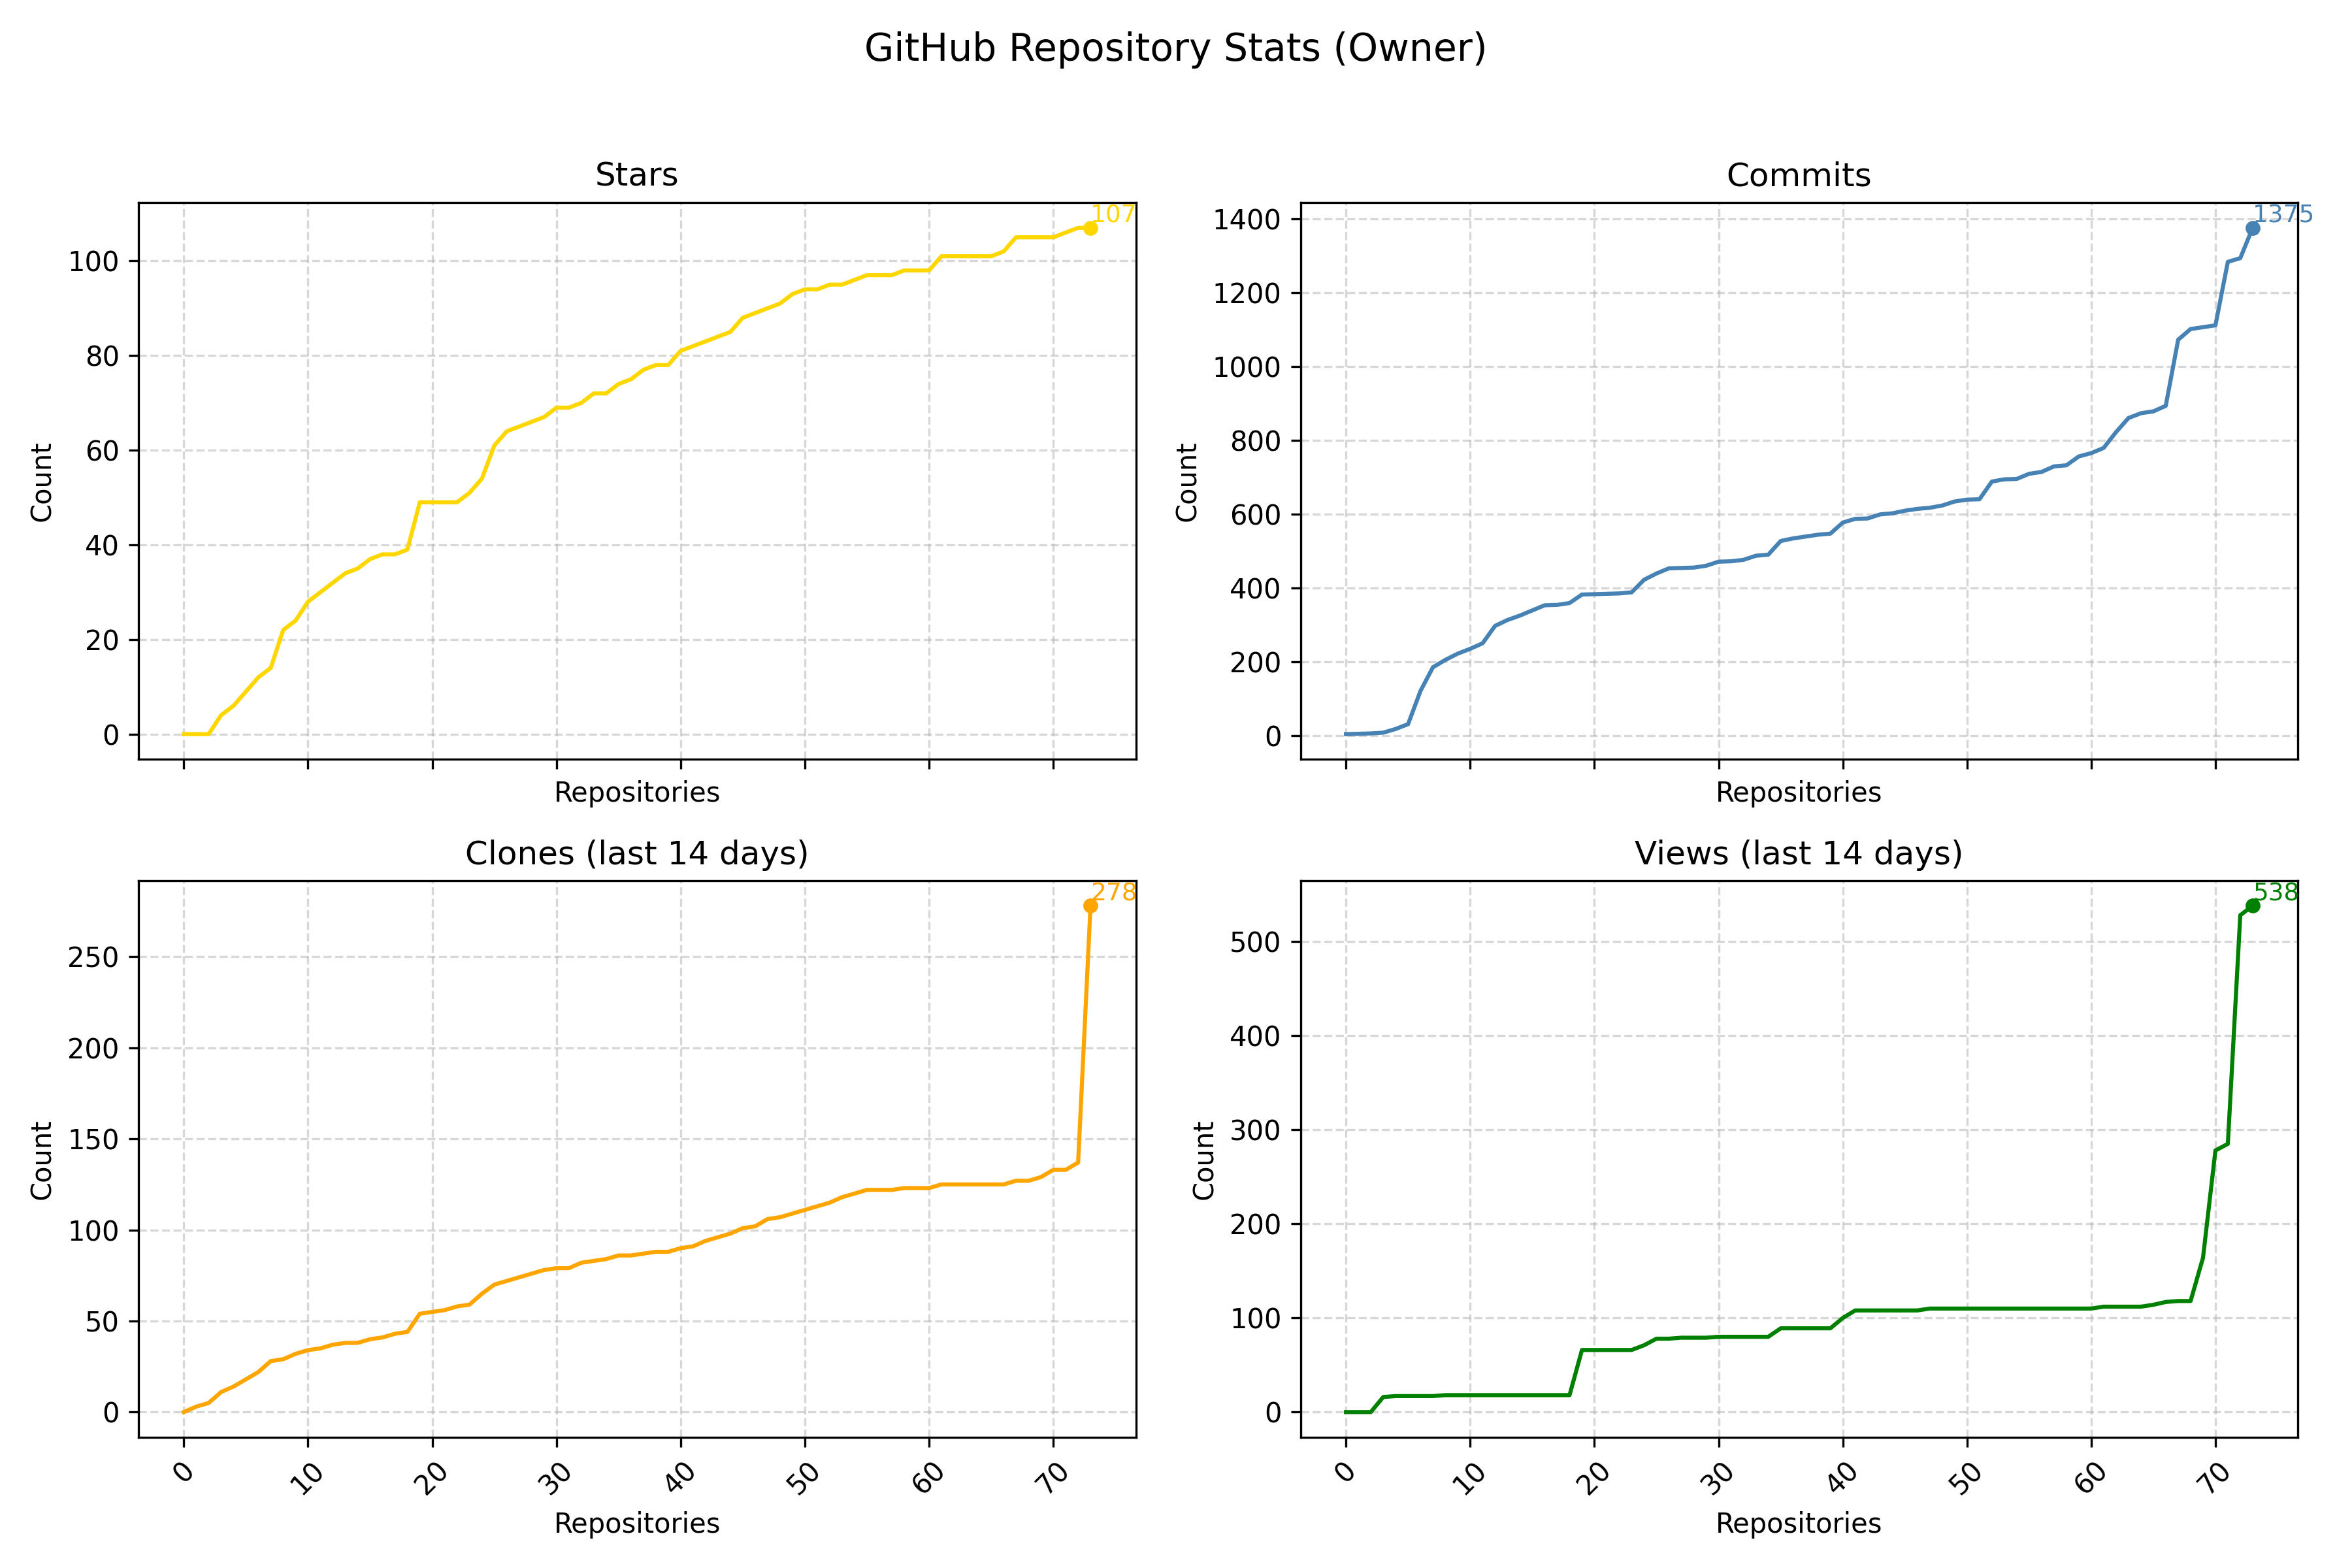 GitHub Repository Stats (Owner)
Stars
107
100
80
60
40
20
0
Count
Repositories
Commits
1375
1400
1200
1000
800
600
400
200
0
Count
Repositories
Clones (last 14 days)
278
250
200
150
100
50
0
Count
0 10 20 30 40 50 60 70
Repositories
Views (last 14 days)
538
500
400
300
200
100
0
Count
0 10 20 30 40 50 60 70
Repositories